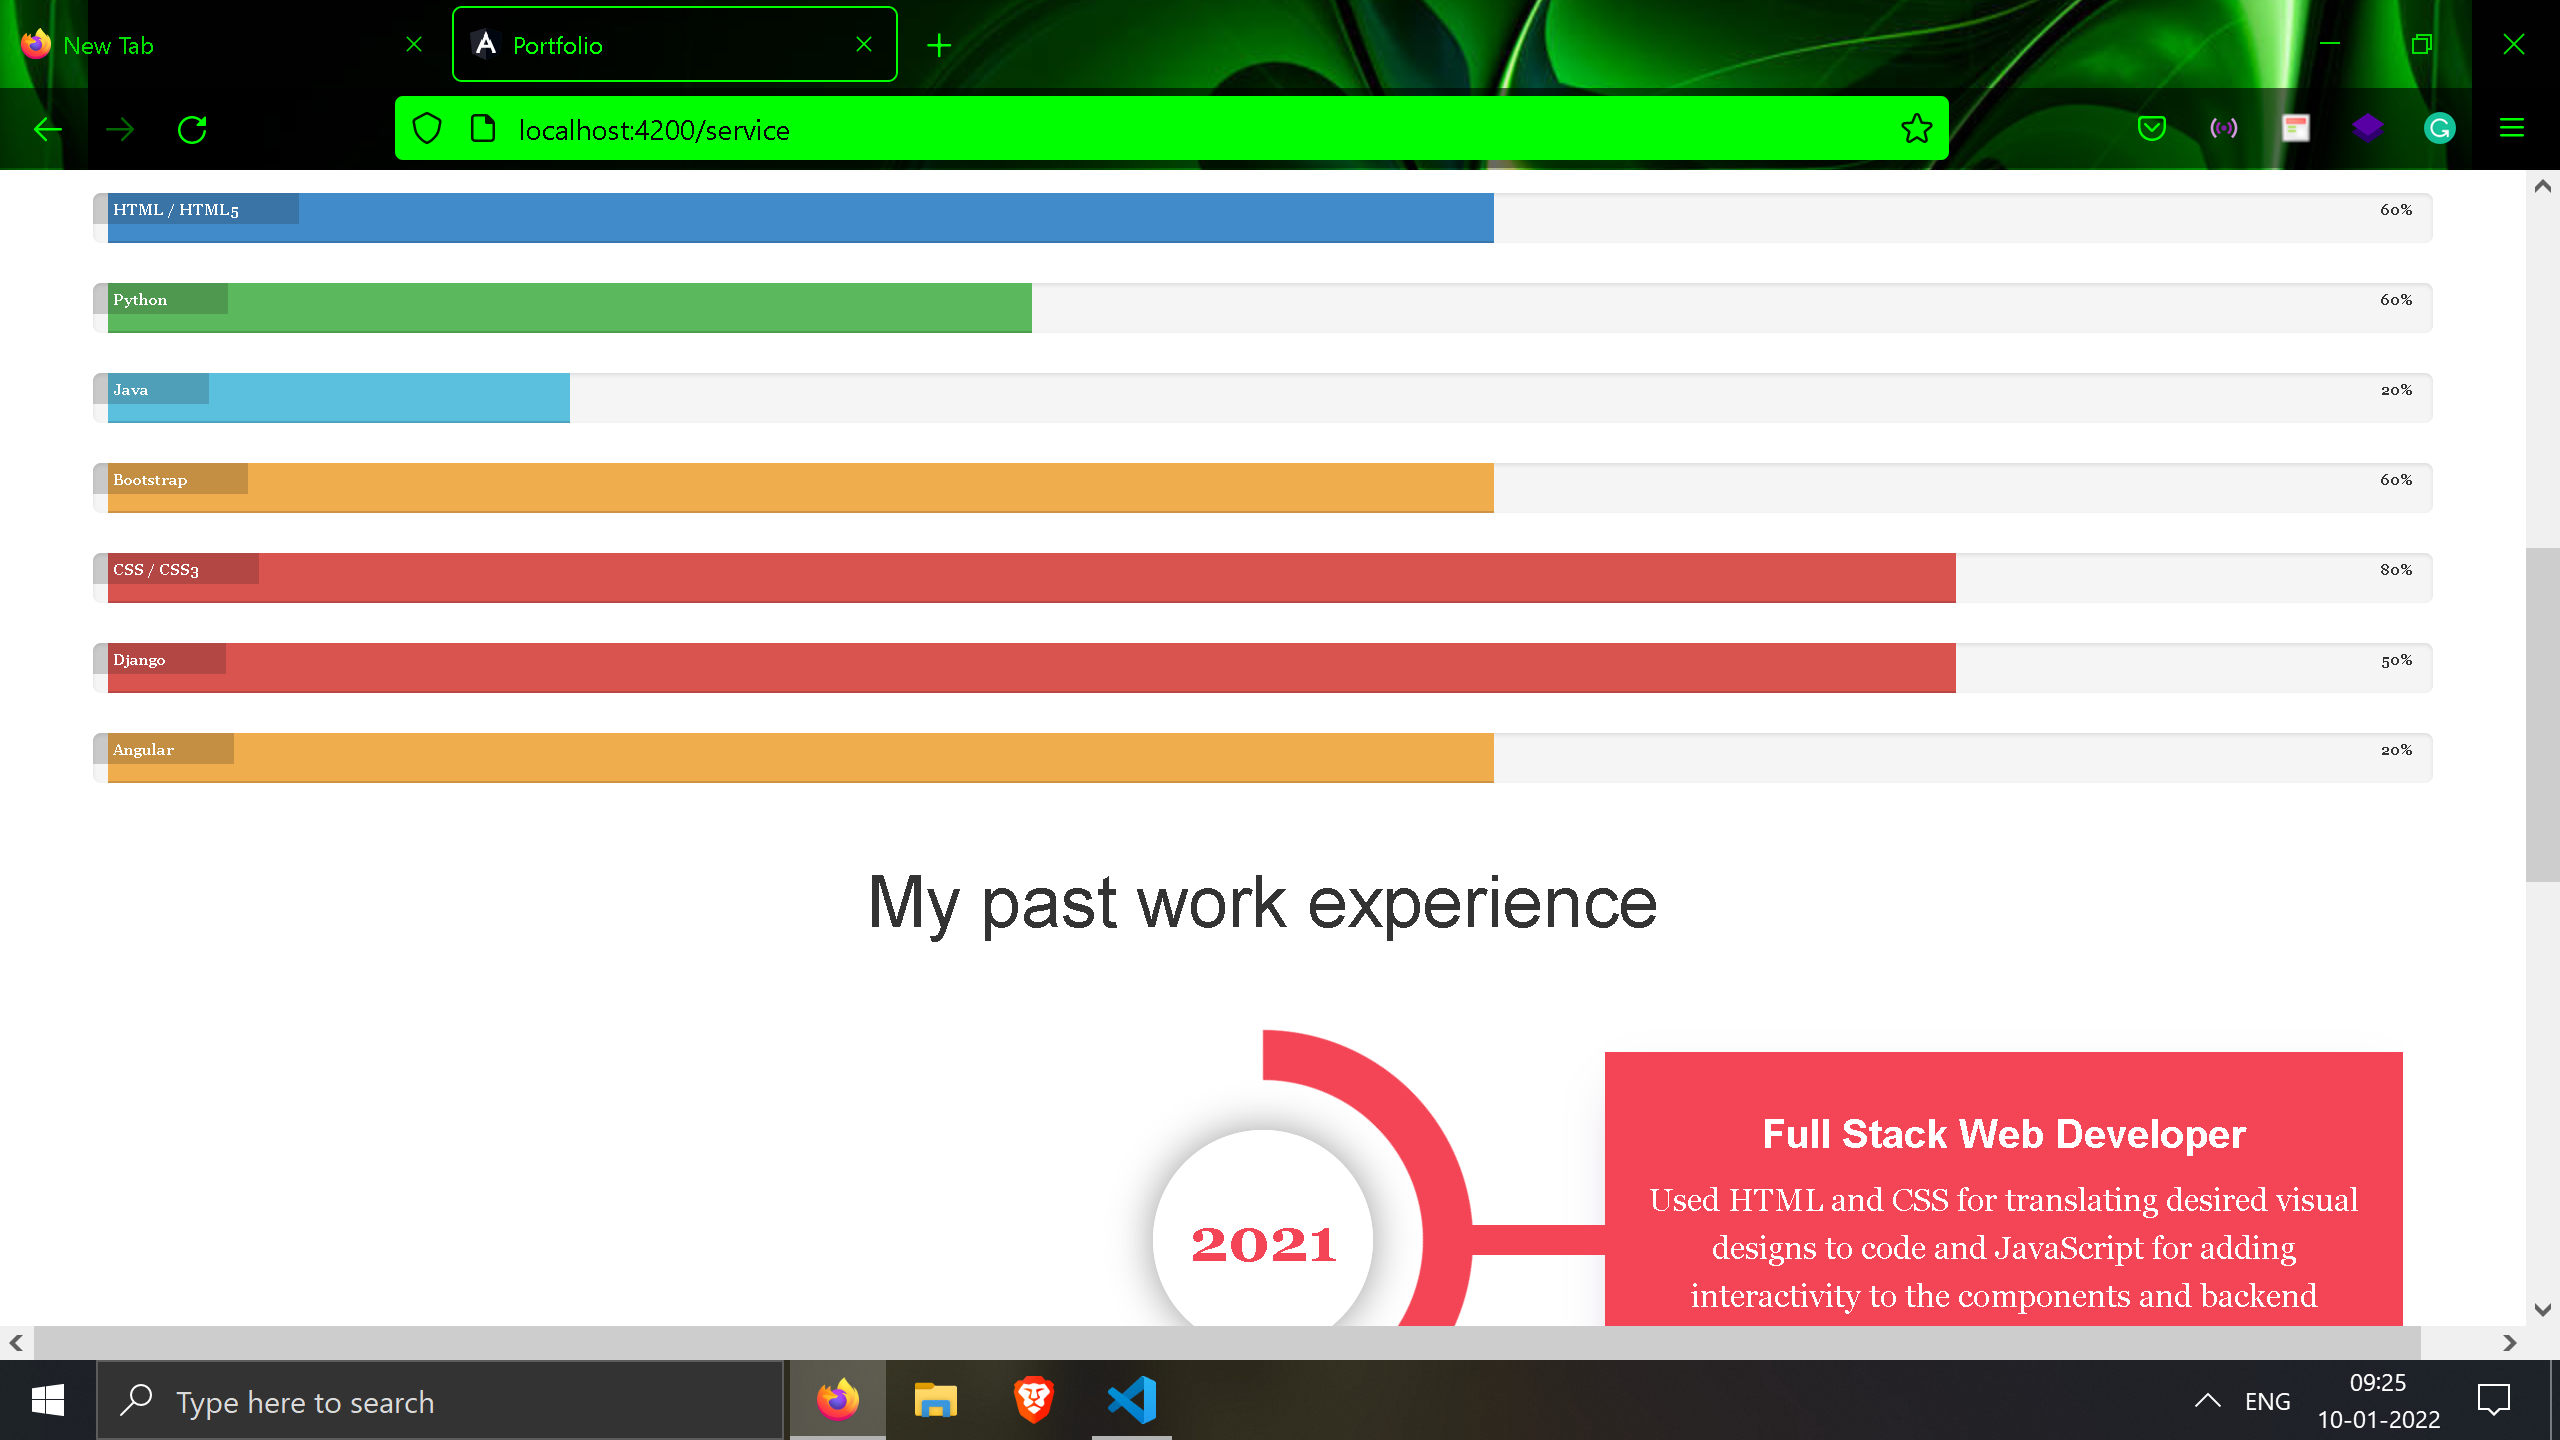 New Tab
Portfolio
localhost:4200/service
HTML / HTML5 60%
Python 60%
Java 20%
Bootstrap 60%
CSS / CSS3 80%
Django 50%
Angular 20%
My past work experience
2021
Full Stack Web Developer
Used HTML and CSS for translating desired visual
designs to code and JavaScript for adding
interactivity to the components and backend
Type here to search
ENG
09:25
10-01-2022